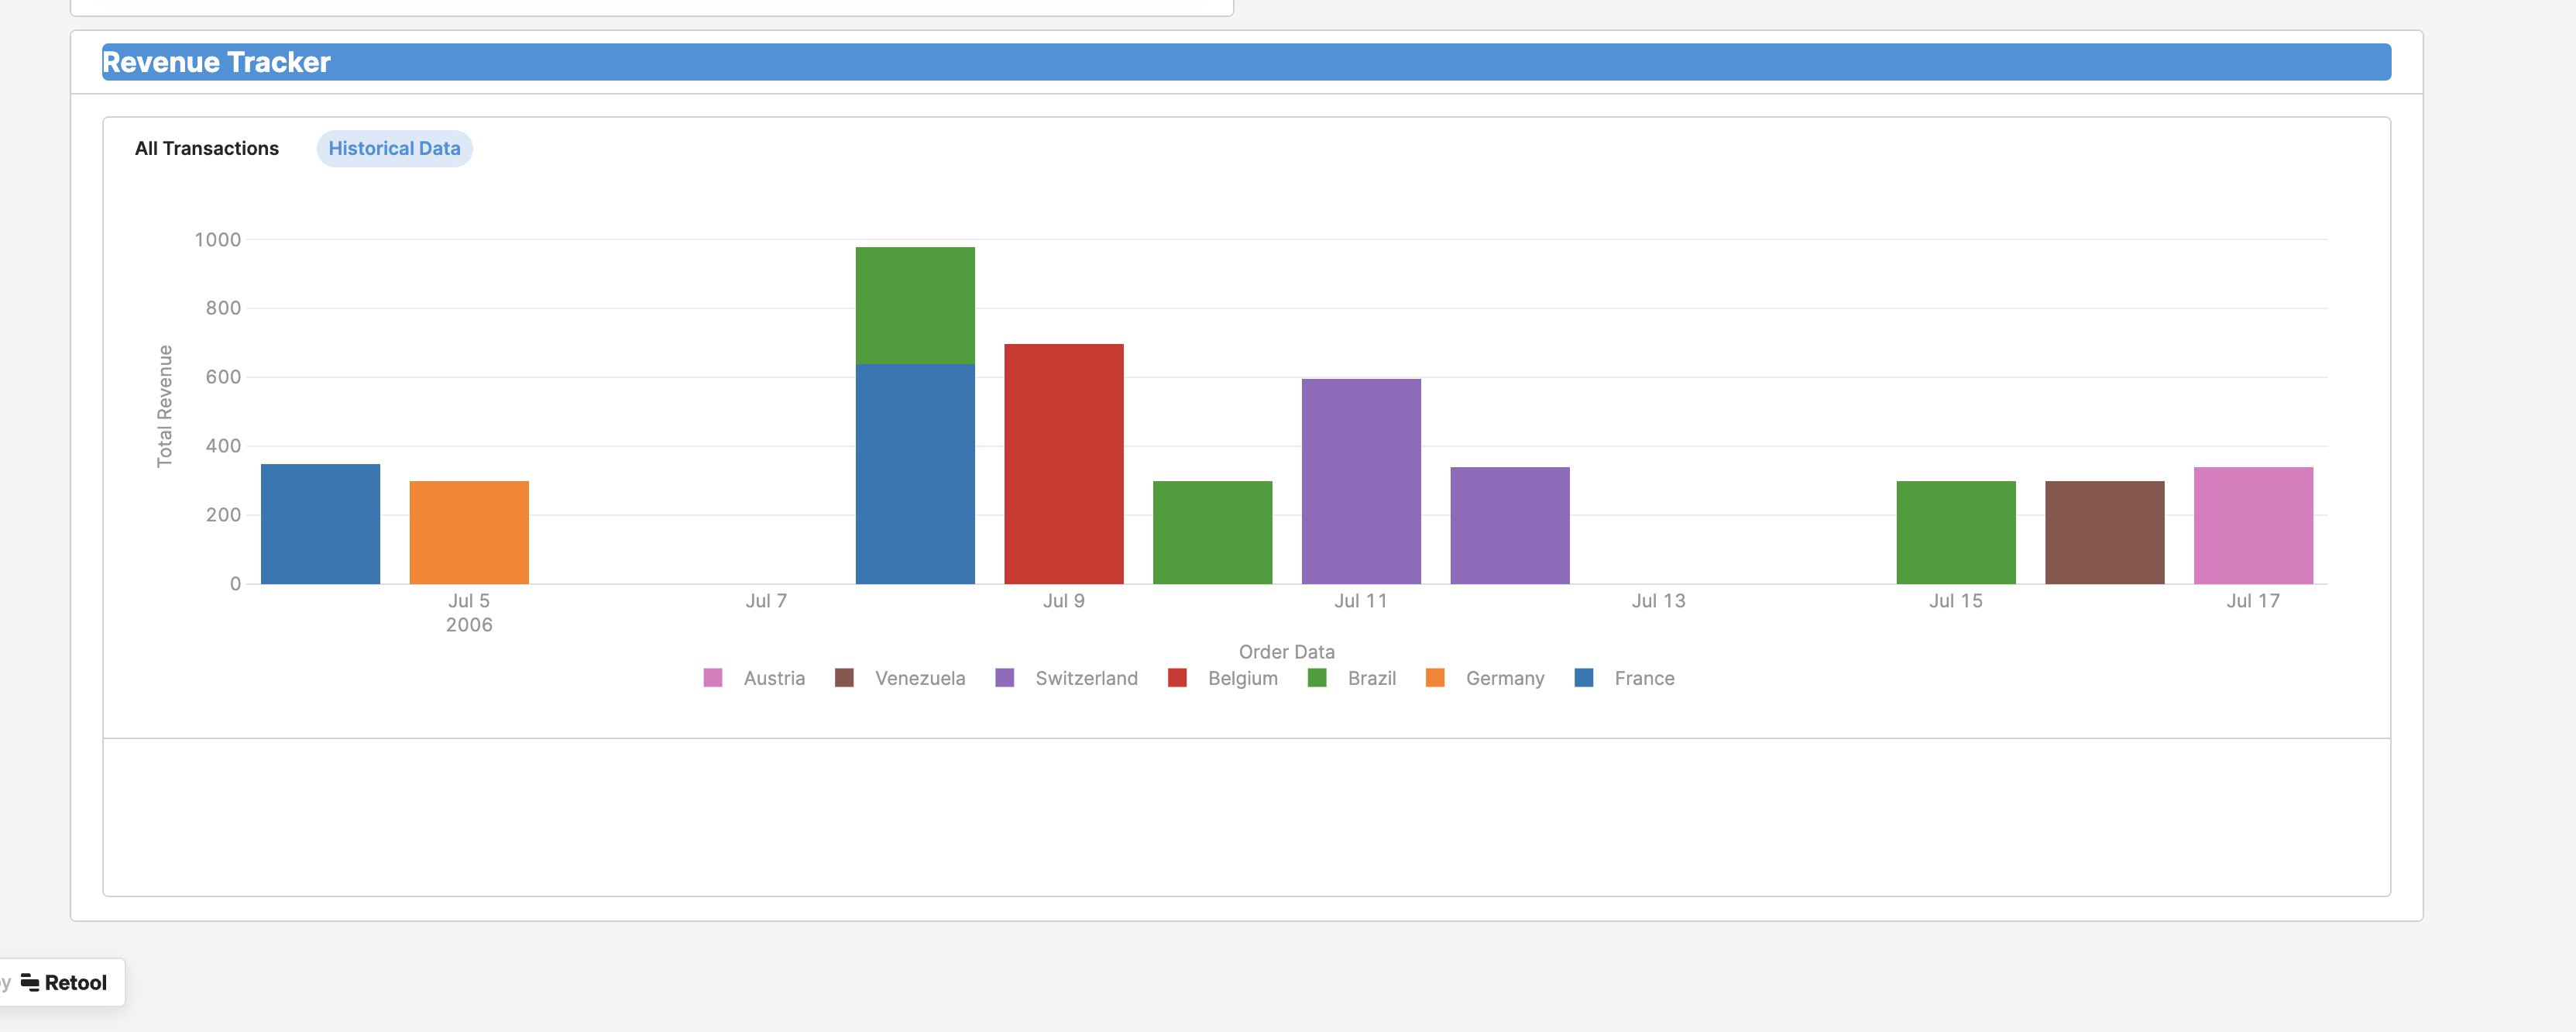 Revenue Tracker
All Transactions Historical Data
1000
800
600
400
200
0
Total Revenue
Jul 5 Jul 7 Jul 9 Jul 11 Jul 13 Jul 15 Jul 17
2006
Order Data
Austria Venezuela Switzerland Belgium Brazil Germany France
Retool